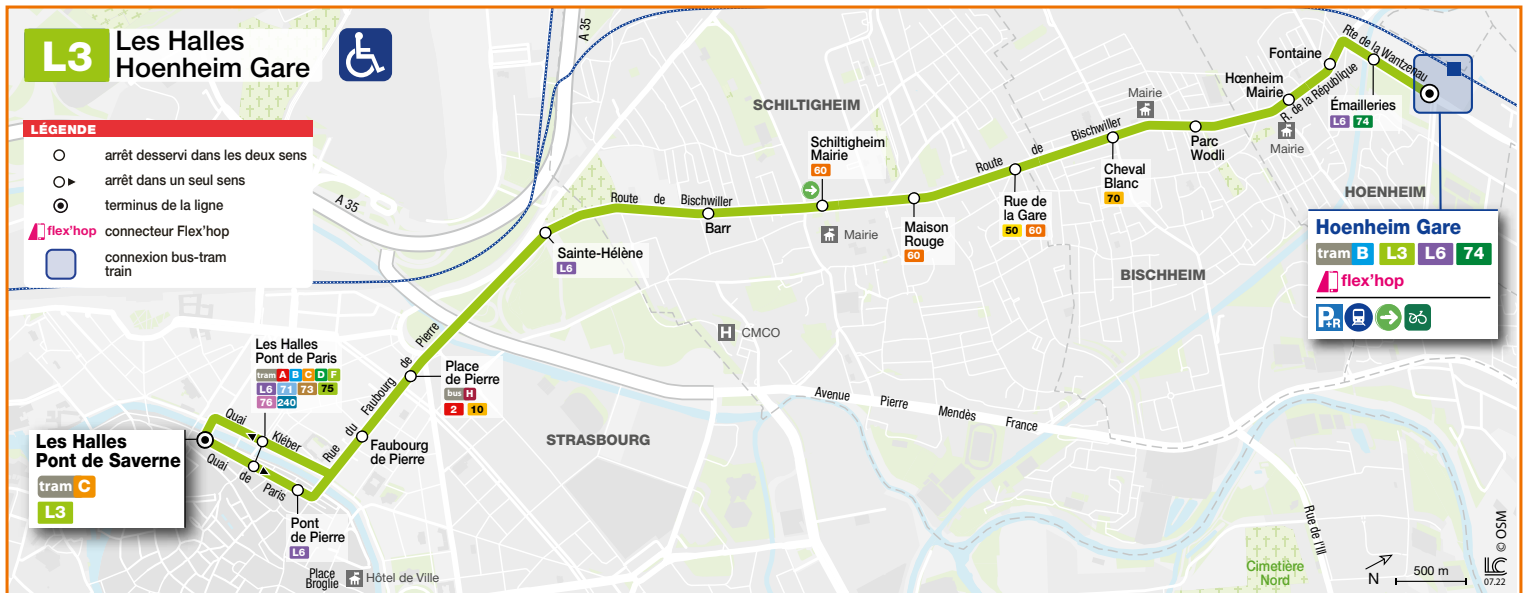 L3
Les Halles
Hoenheim Gare
LÉGENDE
arrêt desservi dans les deux sens
arrêt dans un seul sens
terminus de la ligne
flex'hop connecteur Flex'hop
connexion bus-tram
train
A 35
A 35
SCHILTIGHEIM
Schiltigheim
Mairie
60
Mairie
Route de Bischwiller
Barr
Sainte-Hélène
L6
Maison
Rouge
60
Route de Bischwiller
Rue de
la Gare
50 60
Cheval
Blanc
70
Mairie
Parc
Wodli
Hœnheim
Mairie
Mairie
R. de la République
Fontaine
Rte de la Wantzenau
Émailleries
L6 74
HOENHEIM
BISCHHEIM
Hoenheim Gare
tram B L3 L6 74
flex'hop
P+R
H CMCO
Avenue Pierre Mendès France
STRASBOURG
Rue du Faubourg de Pierre
Place
de Pierre
bus H
2 10
Faubourg
de Pierre
Les Halles
Pont de Paris
tram A B C D F
L6 71 73 75
76 240
Quai Kléber
Quai de Paris
Les Halles
Pont de Saverne
tram C
L3
Pont
de Pierre
L6
Place
Broglie
Hôtel de Ville
Rue de l'Ill
Cimetière
Nord
N
500 m
LC
07.22
© OSM